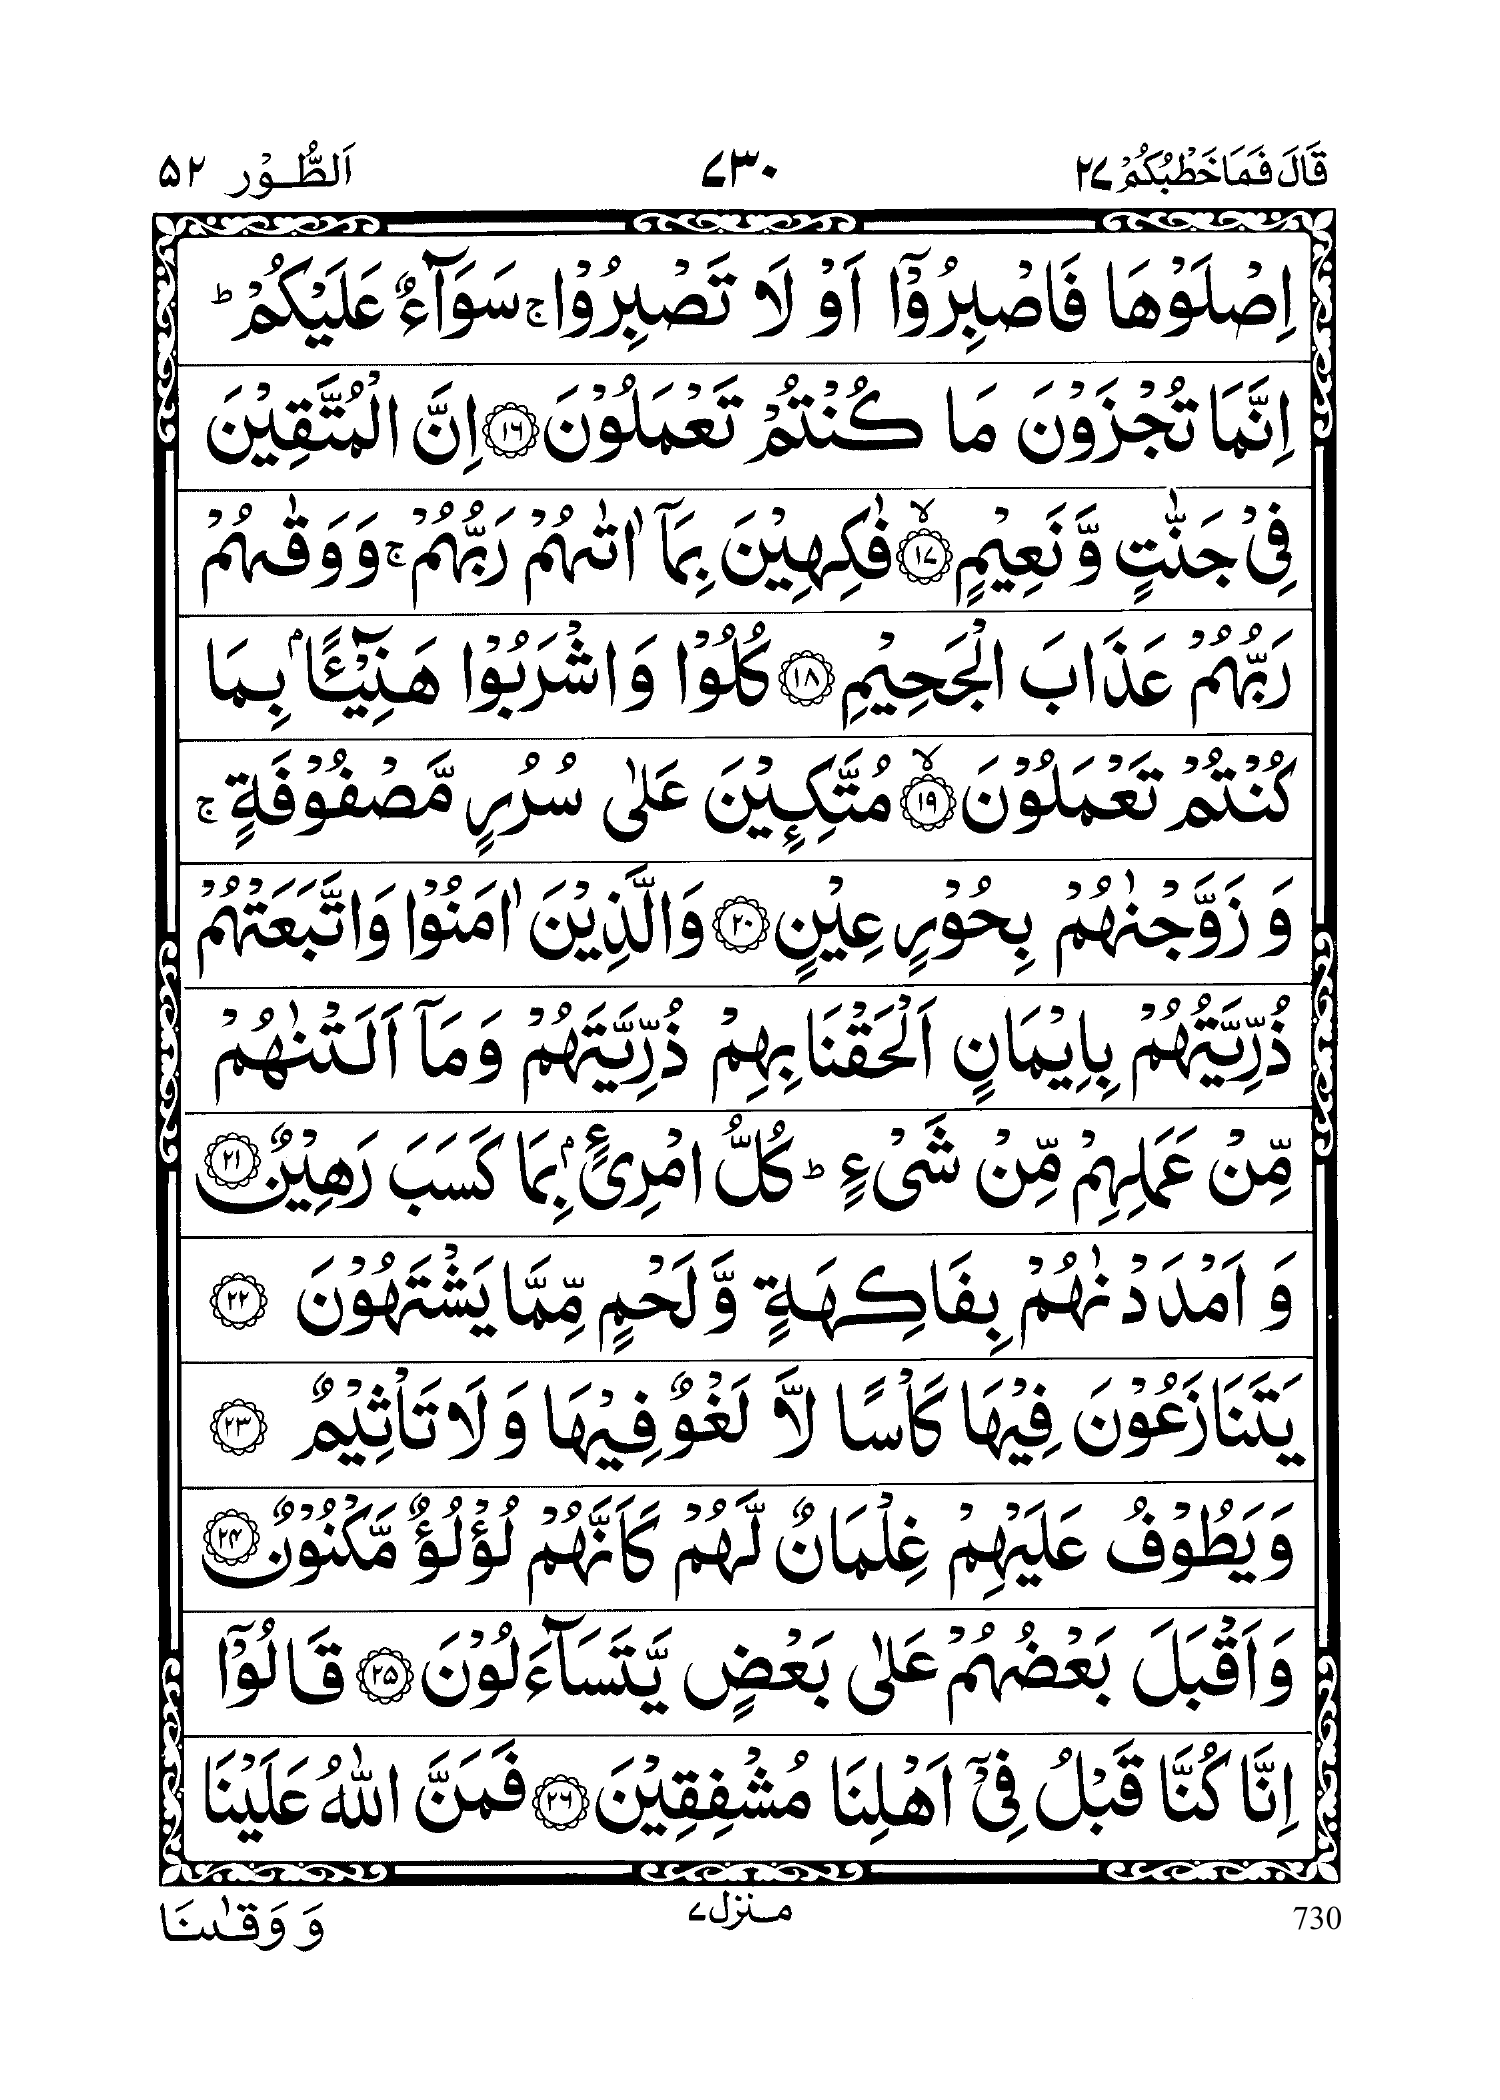 قَالَ فَمَا خَطْبُكُمْ ٢٧ ٧٣٠ اَلطُّوْر ٥٢
اِصْلَوْهَا فَاصْبِرُوْۤا اَوْ لَا تَصْبِرُوْا ۚ سَوَآءٌ عَلَيْكُمْ ؕ
اِنَّمَا تُجْزَوْنَ مَا كُنْتُمْ تَعْمَلُوْنَ ﴿١٦﴾ اِنَّ الْمُتَّقِيْنَ
فِيْ جَنّٰتٍ وَّ نَعِيْمٍ ﴿١٧﴾ۙ فٰكِهِيْنَ بِمَاۤ اٰتٰىهُمْ رَبُّهُمْ ۚ وَ وَقٰىهُمْ
رَبُّهُمْ عَذَابَ الْجَحِيْمِ ﴿١٨﴾ كُلُوْا وَ اشْرَبُوْا هَنِيْٓـًٔۢا بِمَا
كُنْتُمْ تَعْمَلُوْنَ ﴿١٩﴾ۙ مُتَّكِـِٕيْنَ عَلٰى سُرُرٍ مَّصْفُوْفَةٍ ۚ
وَ زَوَّجْنٰهُمْ بِحُوْرٍ عِيْنٍ ﴿٢٠﴾ وَالَّذِيْنَ اٰمَنُوْا وَاتَّبَعَتْهُمْ
ذُرِّيَّتُهُمْ بِاِيْمَانٍ اَلْحَقْنَا بِهِمْ ذُرِّيَّتَهُمْ وَ مَاۤ اَلَتْنٰهُمْ
مِّنْ عَمَلِهِمْ مِّنْ شَيْءٍ ؕ كُلُّ امْرِئٍۭ بِمَا كَسَبَ رَهِيْنٌ ﴿٢١﴾
وَ اَمْدَدْنٰهُمْ بِفَاكِهَةٍ وَّ لَحْمٍ مِّمَّا يَشْتَهُوْنَ ﴿٢٢﴾
يَتَنَازَعُوْنَ فِيْهَا كَاْسًا لَّا لَغْوٌ فِيْهَا وَ لَا تَاْثِيْمٌ ﴿٢٣﴾
وَ يَطُوْفُ عَلَيْهِمْ غِلْمَانٌ لَّهُمْ كَاَنَّهُمْ لُؤْلُؤٌ مَّكْنُوْنٌ ﴿٢٤﴾
وَ اَقْبَلَ بَعْضُهُمْ عَلٰى بَعْضٍ يَّتَسَآءَلُوْنَ ﴿٢٥﴾ قَالُوْۤا
اِنَّا كُنَّا قَبْلُ فِيْۤ اَهْلِنَا مُشْفِقِيْنَ ﴿٢٦﴾ فَمَنَّ اللّٰهُ عَلَيْنَا
730 منزل ٧ وَ وَقٰىنَا